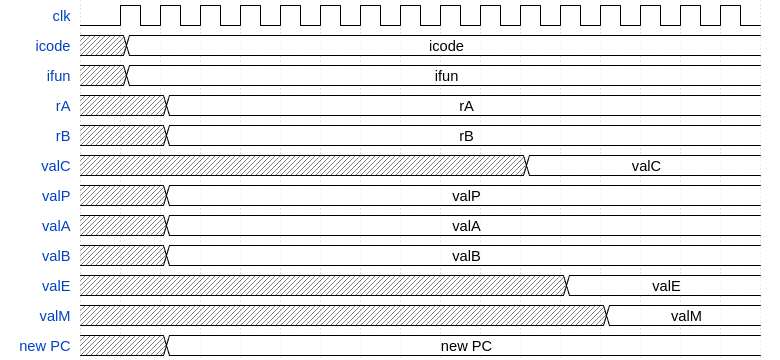 clk
icode icode
ifun ifun
rA rA
rB rB
valC valC
valP valP
valA valA
valB valB
valE valE
valM valM
new PC new PC